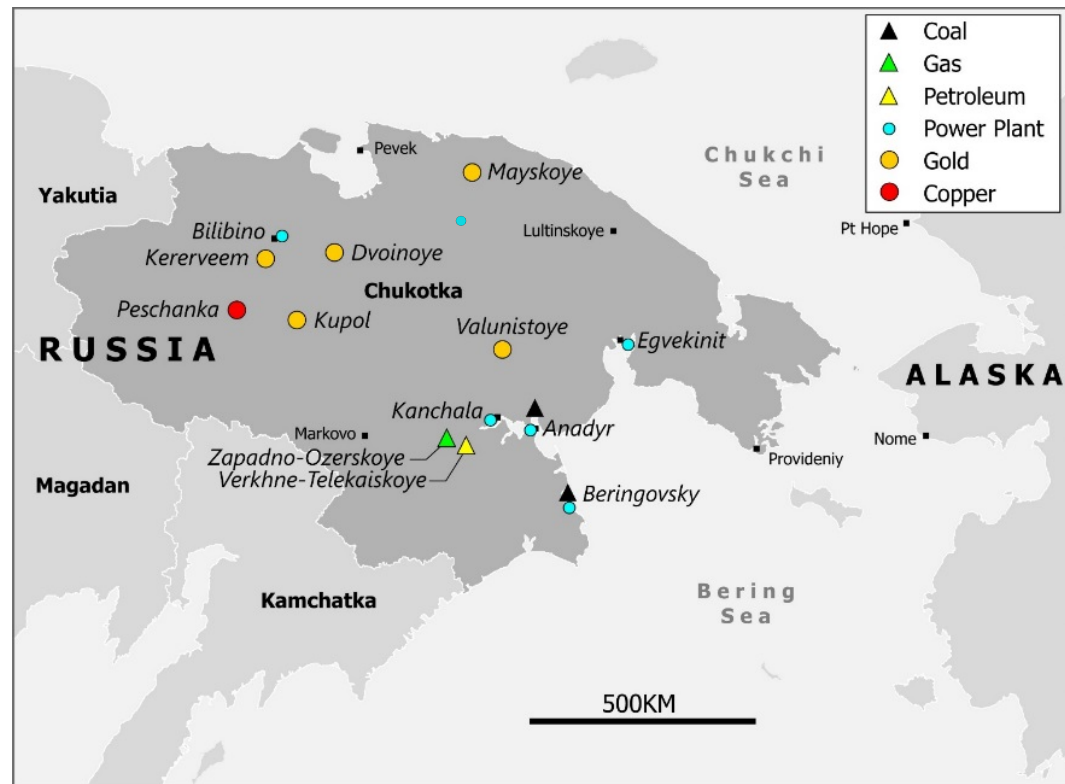 Coal
Gas
Petroleum
Power Plant
Gold
Copper
Chukchi
Sea
Pevek
Mayskoye
Yakutia
Bilibino
Lultinskoye
Pt Hope
Kererveem
Dvoinoye
Chukotka
Peschanka
Kupol
Valunistoye
Egvekinit
RUSSIA
ALASKA
Kanchala
Anadyr
Markovo
Nome
Zapadno-Ozerskoye
Provideniy
Verkhne-Telekaiskoye
Magadan
Beringovsky
Kamchatka
Bering
Sea
500KM